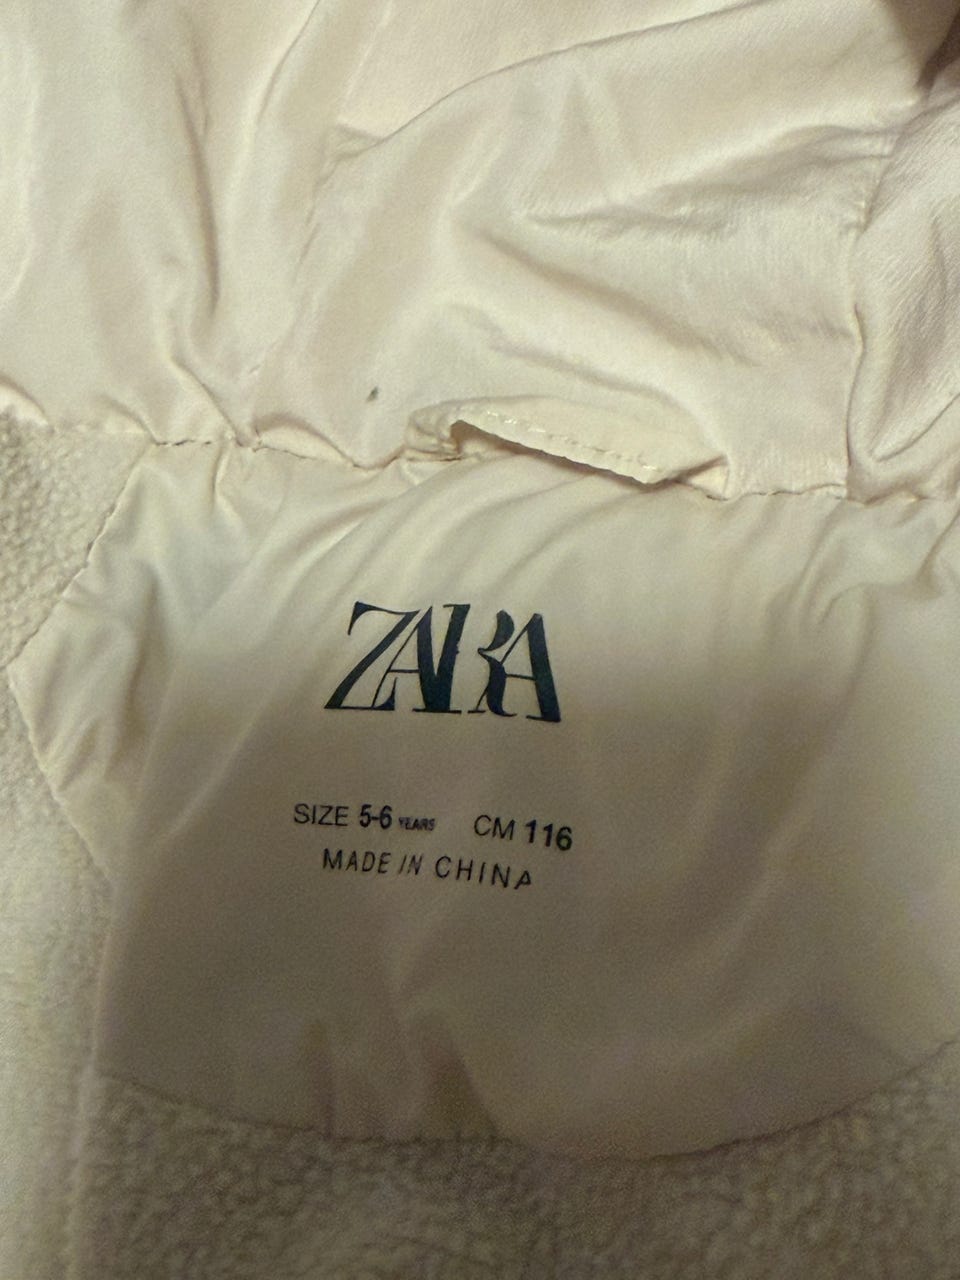 ZARA
SIZE 5-6 YEARS CM 116
MADE IN CHINA